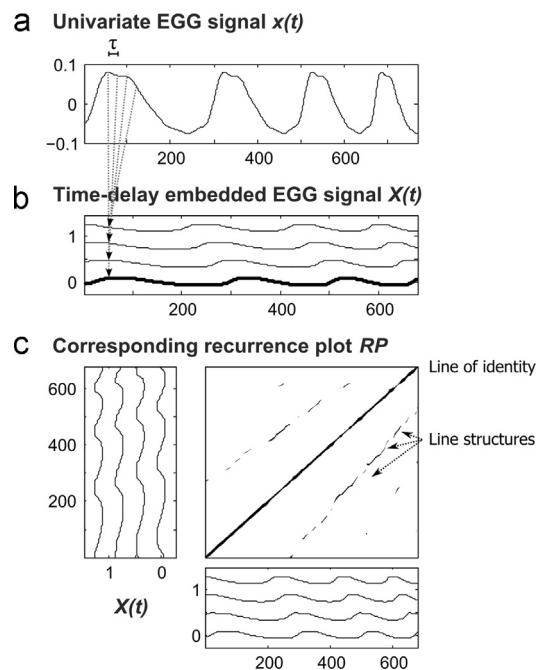 a Univariate EGG signal x(t)
τ
0.1
0
−0.1
200 400 600
b Time-delay embedded EGG signal X(t)
1
0
200 400 600
c Corresponding recurrence plot RP
Line of identity
Line structures
600
400
200
1 0
X(t)
1
0
200 400 600